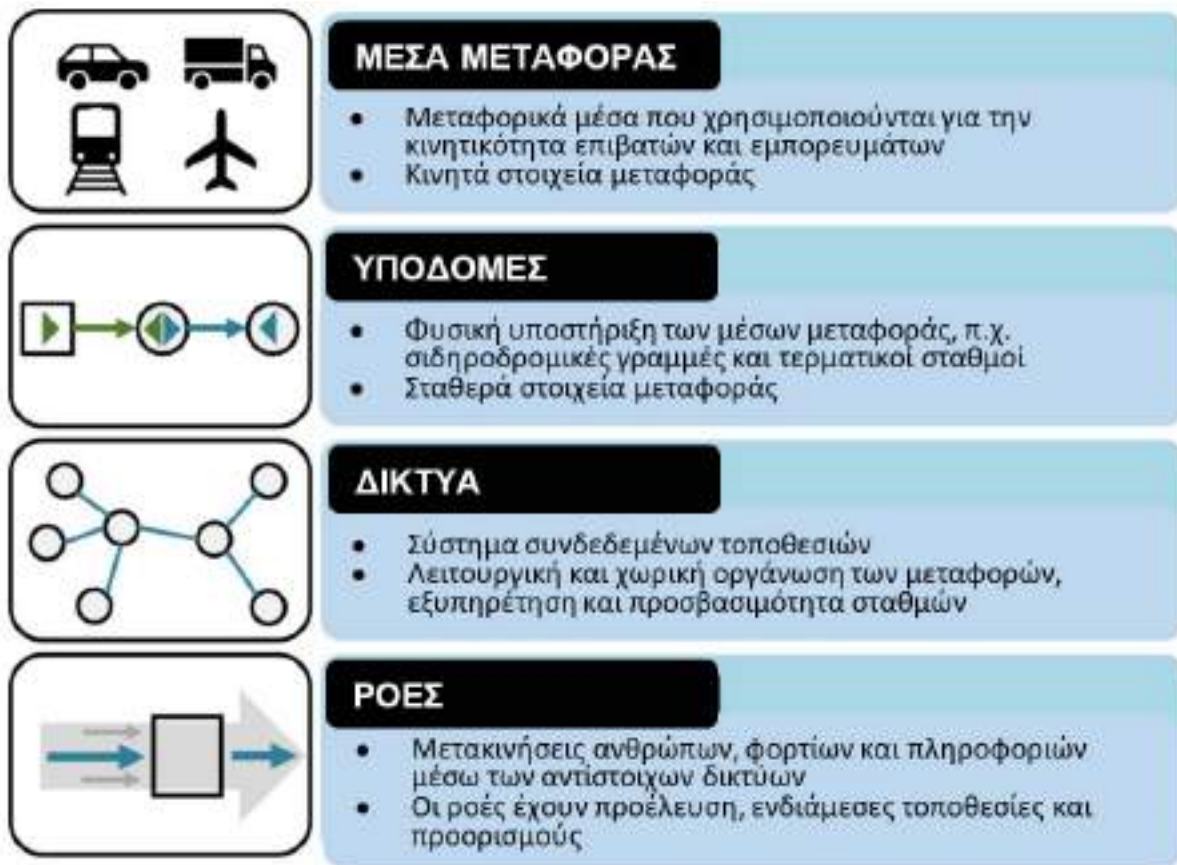 ΜΕΣΑ ΜΕΤΑΦΟΡΑΣ
• Μεταφορικά μέσα που χρησιμοποιούνται για την
κινητικότητα επιβατών και εμπορευμάτων
• Κινητά στοιχεία μεταφοράς
ΥΠΟΔΟΜΕΣ
• Φυσική υποστήριξη των μέσων μεταφοράς, π.χ.
σιδηροδρομικές γραμμές και τερματικοί σταθμοί
• Σταθερά στοιχεία μεταφοράς
ΔΙΚΤΥΑ
• Σύστημα συνδεδεμένων τοποθεσιών
• Λειτουργική και χωρική οργάνωση των μεταφορών,
εξυπηρέτηση και προσβασιμότητα σταθμών
ΡΟΕΣ
• Μετακινήσεις ανθρώπων, φορτίων και πληροφοριών
μέσω των αντίστοιχων δικτύων
• Οι ροές έχουν προέλευση, ενδιάμεσες τοποθεσίες και
προορισμούς